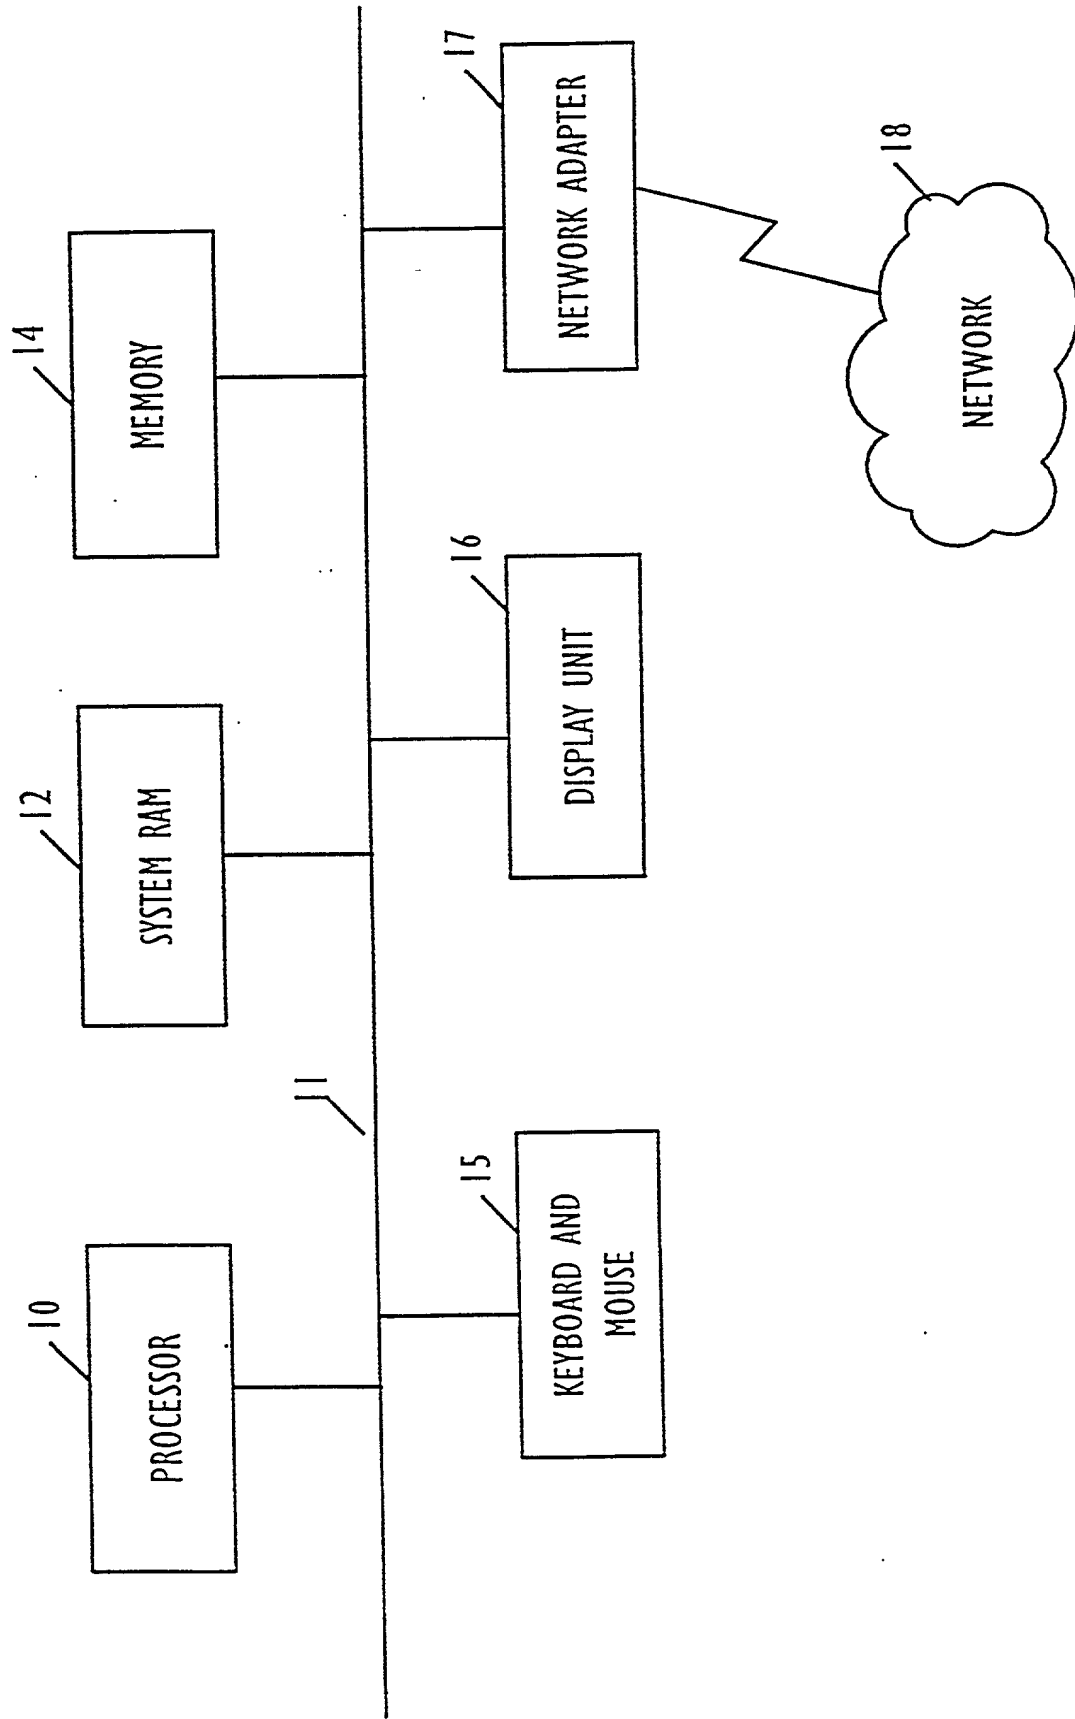 10
PROCESSOR
12
SYSTEM RAM
14
MEMORY
11
15
KEYBOARD AND
MOUSE
16
DISPLAY UNIT
17
NETWORK ADAPTER
18
NETWORK